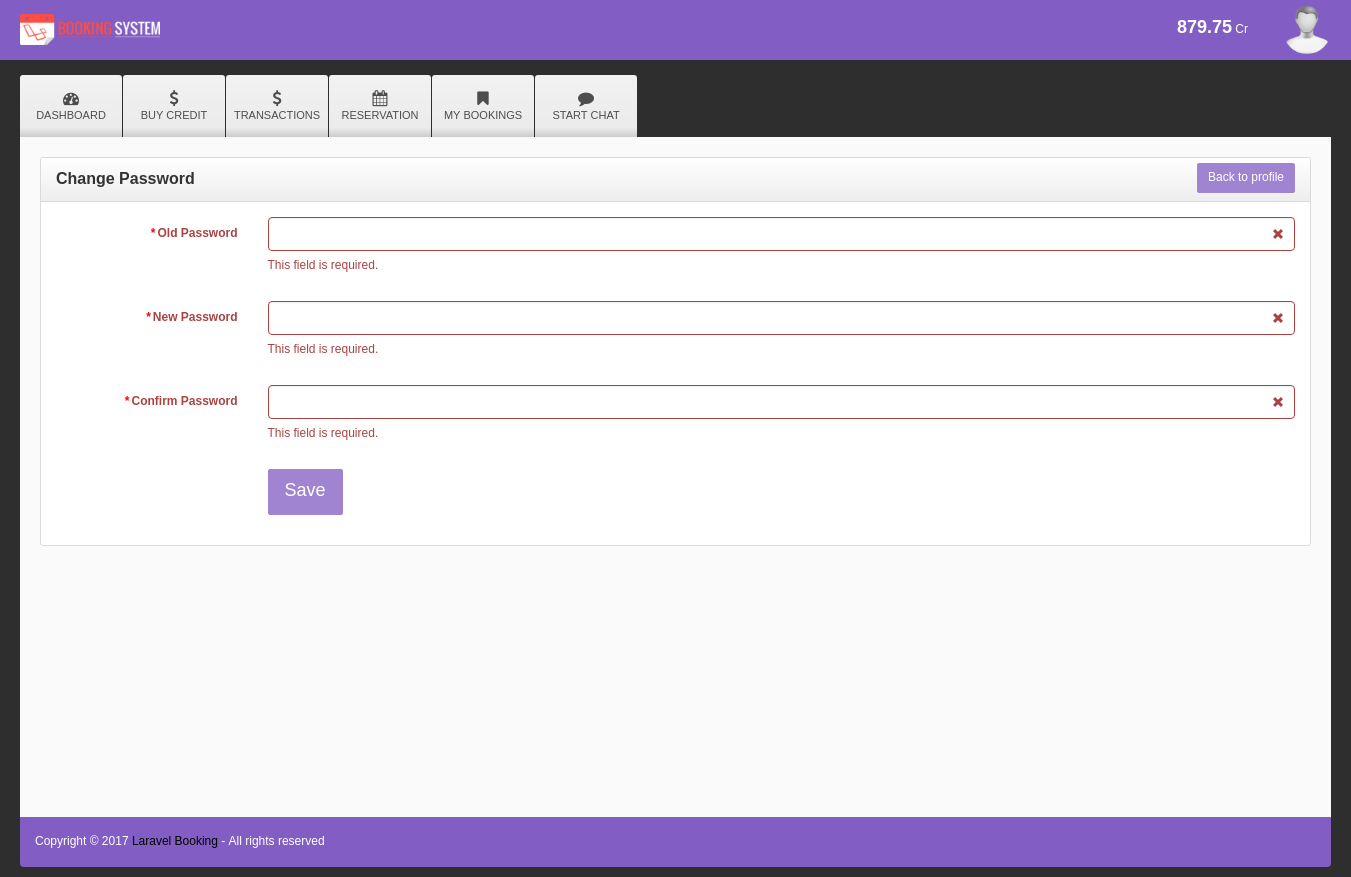 BOOKING SYSTEM
879.75 Cr
DASHBOARD
BUY CREDIT
TRANSACTIONS
RESERVATION
MY BOOKINGS
START CHAT
Change Password
Back to profile
* Old Password
This field is required.
* New Password
This field is required.
* Confirm Password
This field is required.
Save
Copyright © 2017 Laravel Booking - All rights reserved